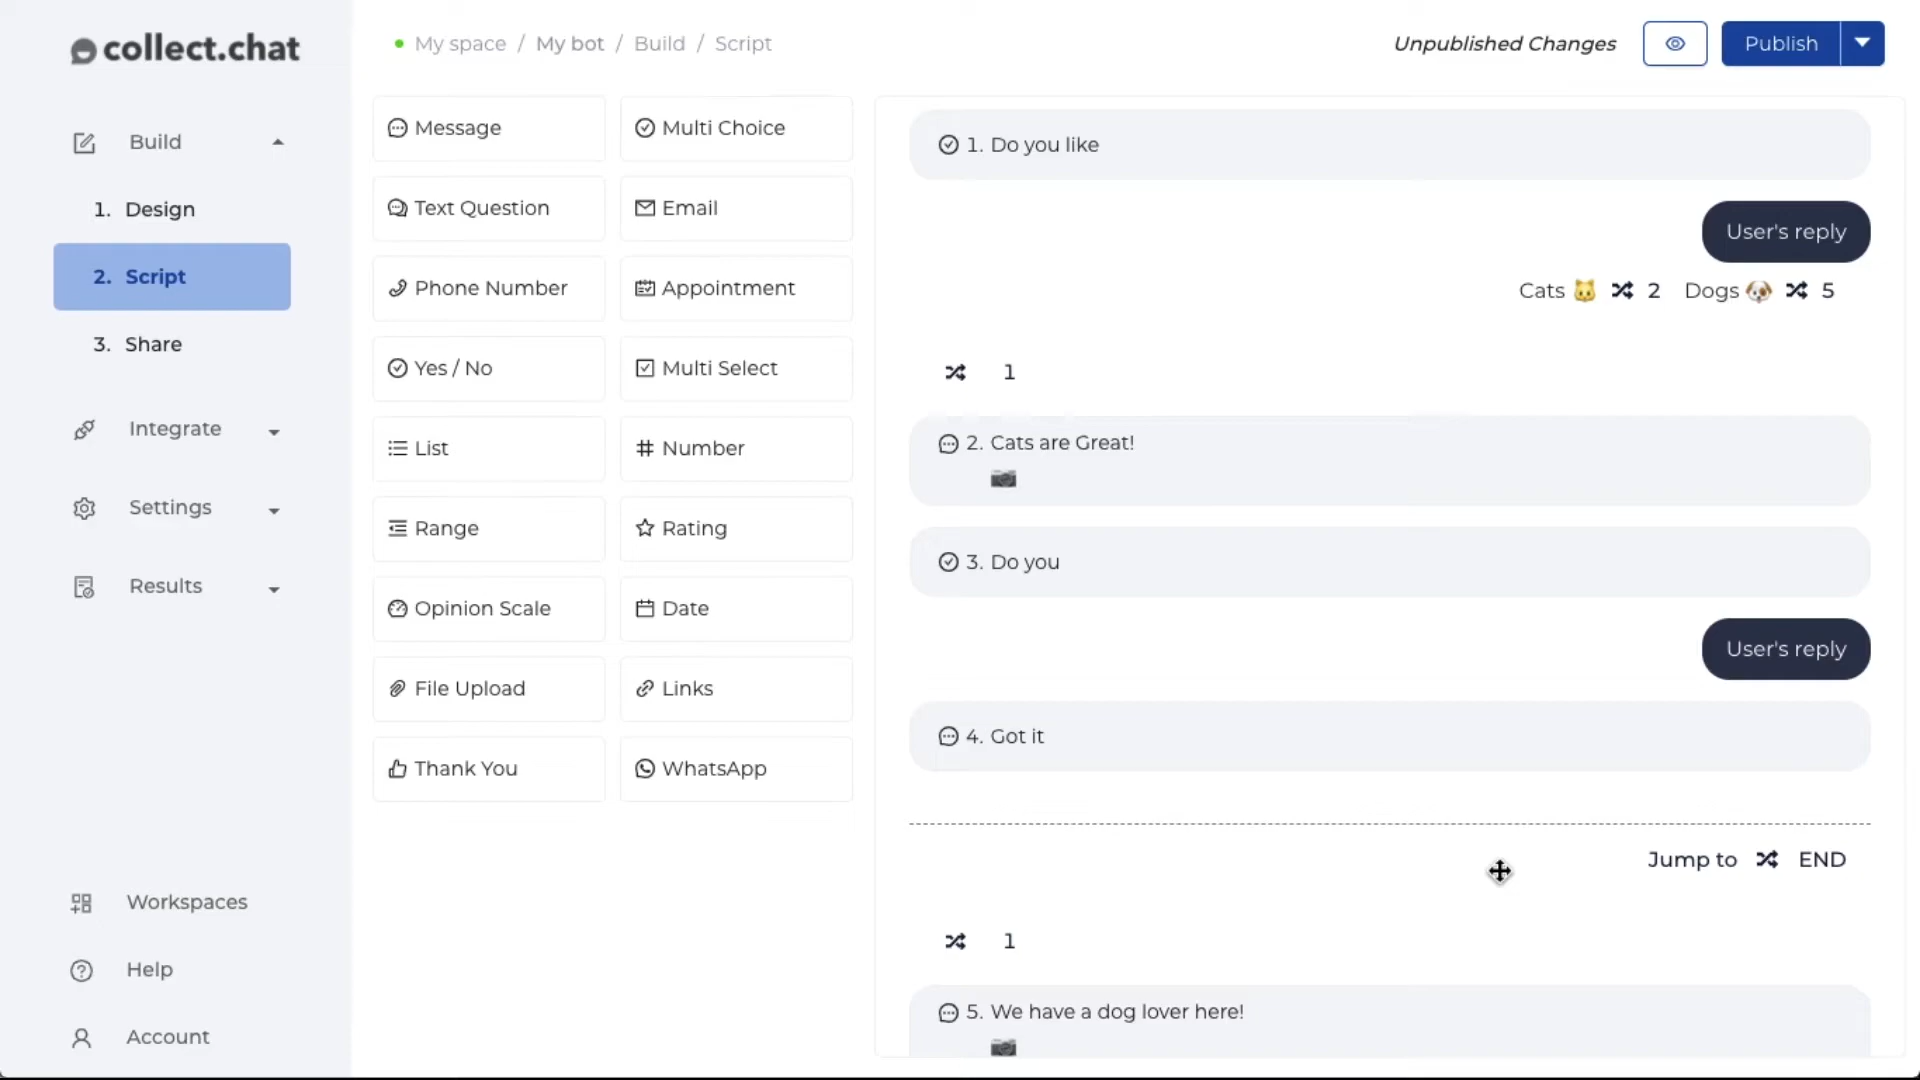 collect.chat
My space / My bot / Build / Script
Unpublished Changes
Publish
Build
1. Design
2. Script
3. Share
Integrate
Settings
Results
Workspaces
Help
Account
Message
Multi Choice
Text Question
Email
Phone Number
Appointment
Yes / No
Multi Select
List
Number
Range
Rating
Opinion Scale
Date
File Upload
Links
Thank You
WhatsApp
1. Do you like
User's reply
Cats 🐱 2 Dogs 🐶 5
1
2. Cats are Great!
3. Do you
User's reply
4. Got it
Jump to END
1
5. We have a dog lover here!